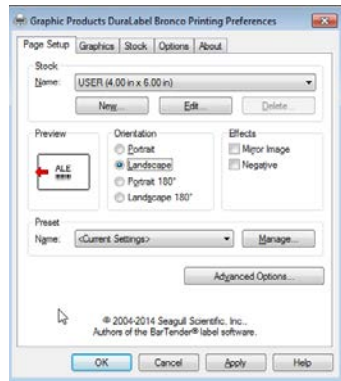 Graphic Products DuraLabel Bronco Printing Preferences
Page Setup Graphics Stock Options About
Stock
Name: USER (4.00 in x 6.00 in)
New... Edit... Delete...
Preview
ALE
Orientation
Portrait
Landscape
Portrait 180°
Landscape 180°
Effects
Mirror Image
Negative
Preset
Name: <Current Settings> Manage...
Advanced Options...
© 2004-2014 Seagull Scientific, Inc..
Authors of the BarTender® label software.
OK Cancel Apply Help